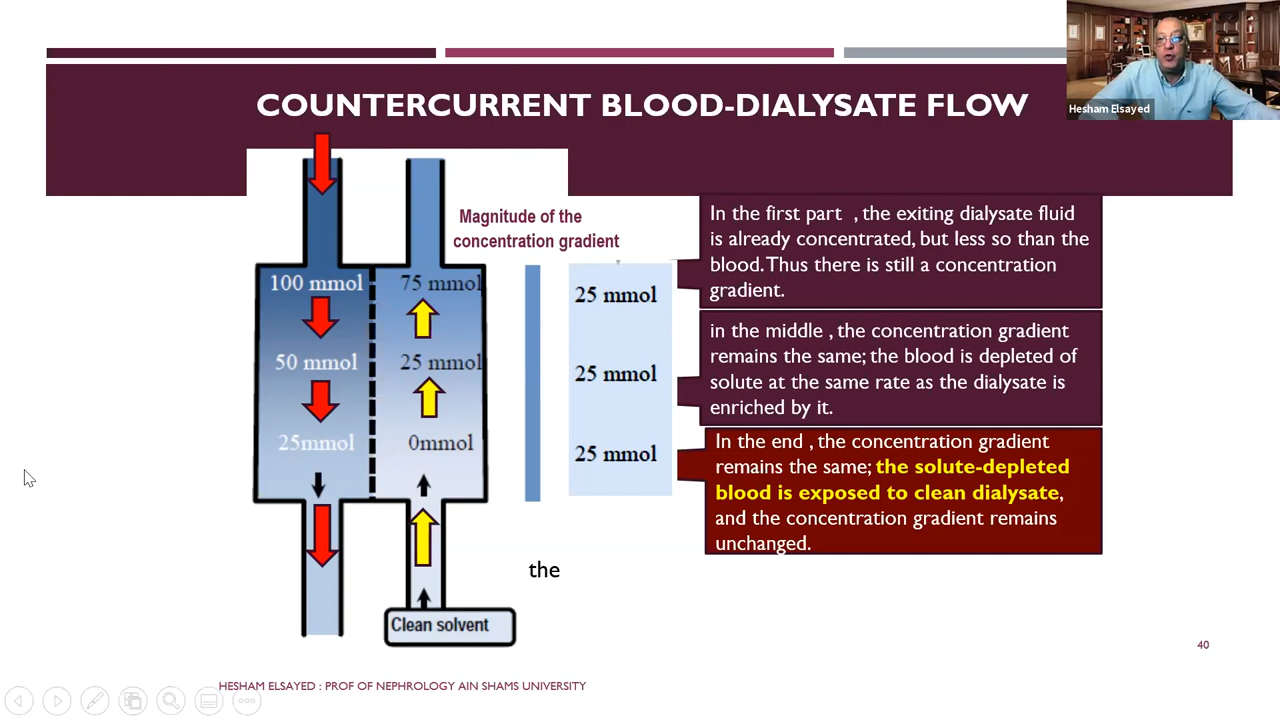 Hesham Elsayed
COUNTERCURRENT BLOOD-DIALYSATE FLOW
Magnitude of the
concentration gradient
100 mmol
75 mmol
25 mmol
50 mmol
25 mmol
25 mmol
25mmol
0mmol
25 mmol
Clean solvent
In the first part , the exiting dialysate fluid
is already concentrated, but less so than the
blood. Thus there is still a concentration
gradient.
in the middle , the concentration gradient
remains the same; the blood is depleted of
solute at the same rate as the dialysate is
enriched by it.
In the end , the concentration gradient
remains the same; the solute-depleted
blood is exposed to clean dialysate,
and the concentration gradient remains
unchanged.
the
40
HESHAM ELSAYED : PROF OF NEPHROLOGY AIN SHAMS UNIVERSITY